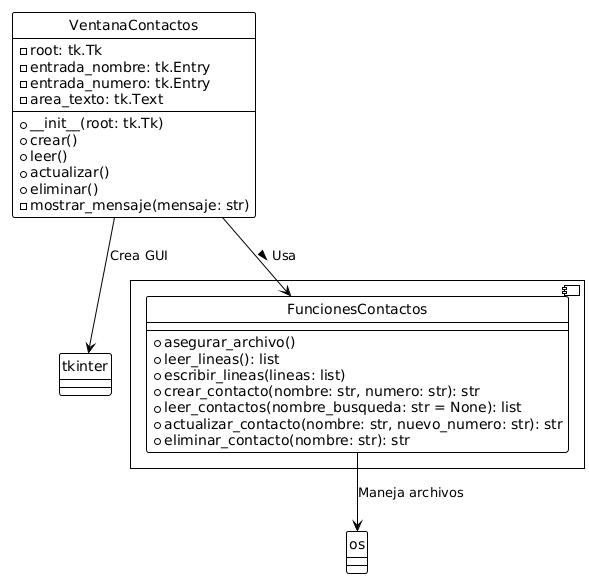 VentanaContactos
root: tk.Tk
entrada_nombre: tk.Entry
entrada_numero: tk.Entry
area_texto: tk.Text
__init__(root: tk.Tk)
crear()
leer()
actualizar()
eliminar()
mostrar_mensaje(mensaje: str)
Crea GUI
Usa
FuncionesContactos
asegurar_archivo()
leer_lineas(): list
escribir_lineas(lineas: list)
crear_contacto(nombre: str, numero: str): str
leer_contactos(nombre_busqueda: str = None): list
actualizar_contacto(nombre: str, nuevo_numero: str): str
eliminar_contacto(nombre: str): str
tkinter
Maneja archivos
os